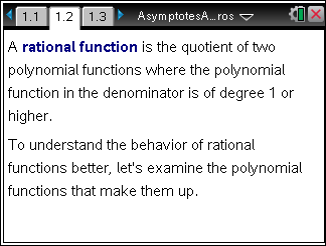 1.1 1.2 1.3 AsymptotesA...ros
A rational function is the quotient of two
polynomial functions where the polynomial
function in the denominator is of degree 1 or
higher.
To understand the behavior of rational
functions better, let's examine the polynomial
functions that make them up.